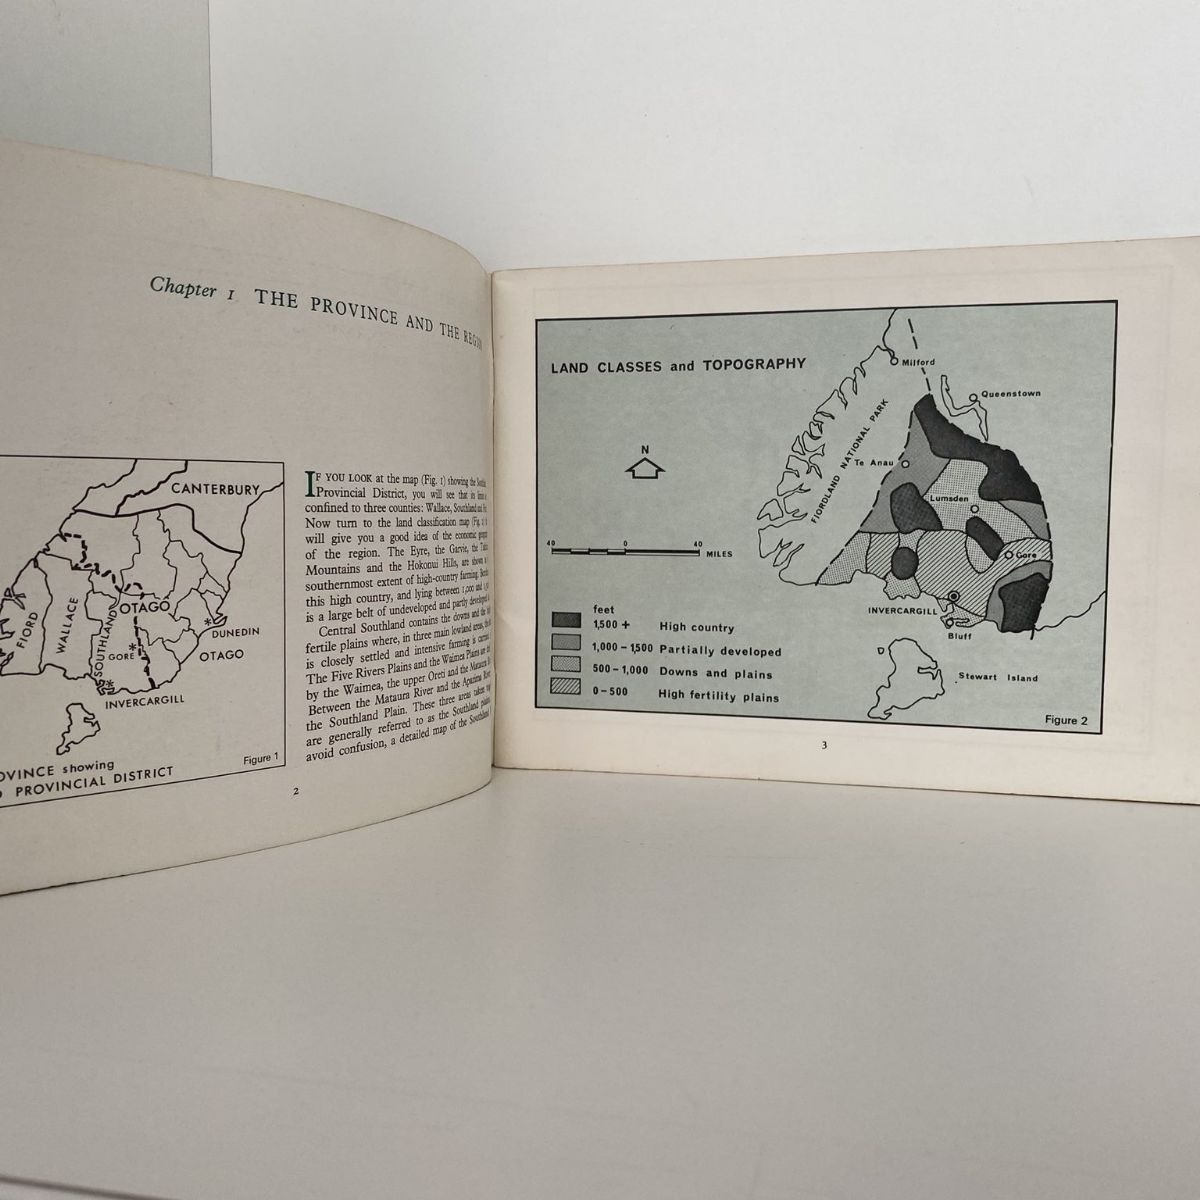 Chapter 1 THE PROVINCE AND THE REGION
CANTERBURY
OTAGO
FIORD
WALLACE
SOUTHLAND
GORE
DUNEDIN
OTAGO
INVERCARGILL
Figure 1
OVINCE showing
PROVINCIAL DISTRICT
IF YOU LOOK at the map (Fig. 1) showing the
Provincial District, you will see that its
confined to three counties: Wallace, Southland and
Now turn to the land classification map (Fig. 2)
will give you a good idea of the economic
of the region. The Eyre, the Garvie, the
Mountains and the Hokonui Hills, are shown
southernmost extent of high-country farming.
this high country, and lying between 1,000 and
is a large belt of undeveloped and partly developed
Central Southland contains the downs and the
fertile plains where, in three main lowland areas,
is closely settled and intensive farming is carried
The Five Rivers Plains and the Waimea Plains are
by the Waimea, the upper Oreti and the Mataura
Between the Mataura River and the Aparima River
the Southland Plain. These three areas taken
are generally referred to as the Southland plains
avoid confusion, a detailed map of the Southland
2
LAND CLASSES and TOPOGRAPHY
Milford
Queenstown
FIORDLAND NATIONAL PARK
N
Te Anau
Lumsden
40 0 40 MILES
Gore
INVERCARGILL
Bluff
Stewart Island
feet
1,500 + High country
1,000 – 1,500 Partially developed
500 – 1,000 Downs and plains
0 – 500 High fertility plains
Figure 2
3